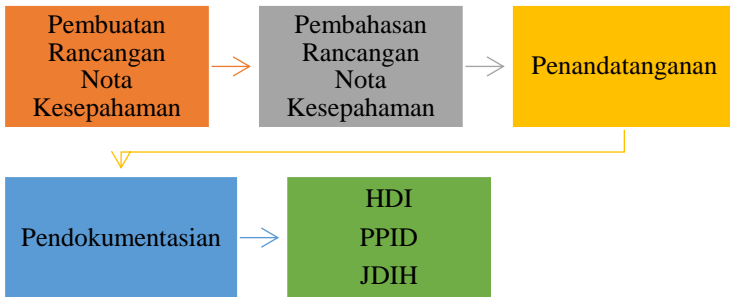 Pembuatan
Rancangan
Nota
Kesepahaman
Pembahasan
Rancangan
Nota
Kesepahaman
Penandatanganan
Pendokumentasian
HDI
PPID
JDIH